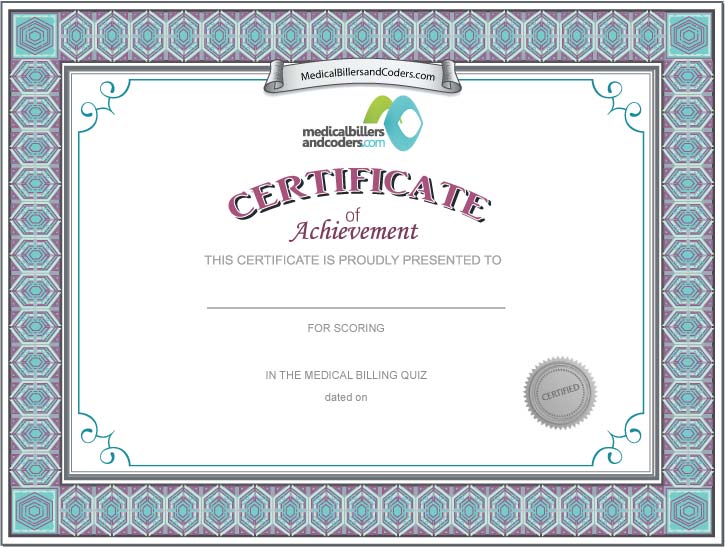 MedicalBillersandCoders.com
medicalbillers
andcoders.com
CERTIFICATE
of
Achievement
THIS CERTIFICATE IS PROUDLY PRESENTED TO
FOR SCORING
IN THE MEDICAL BILLING QUIZ
dated on
CERTIFIED